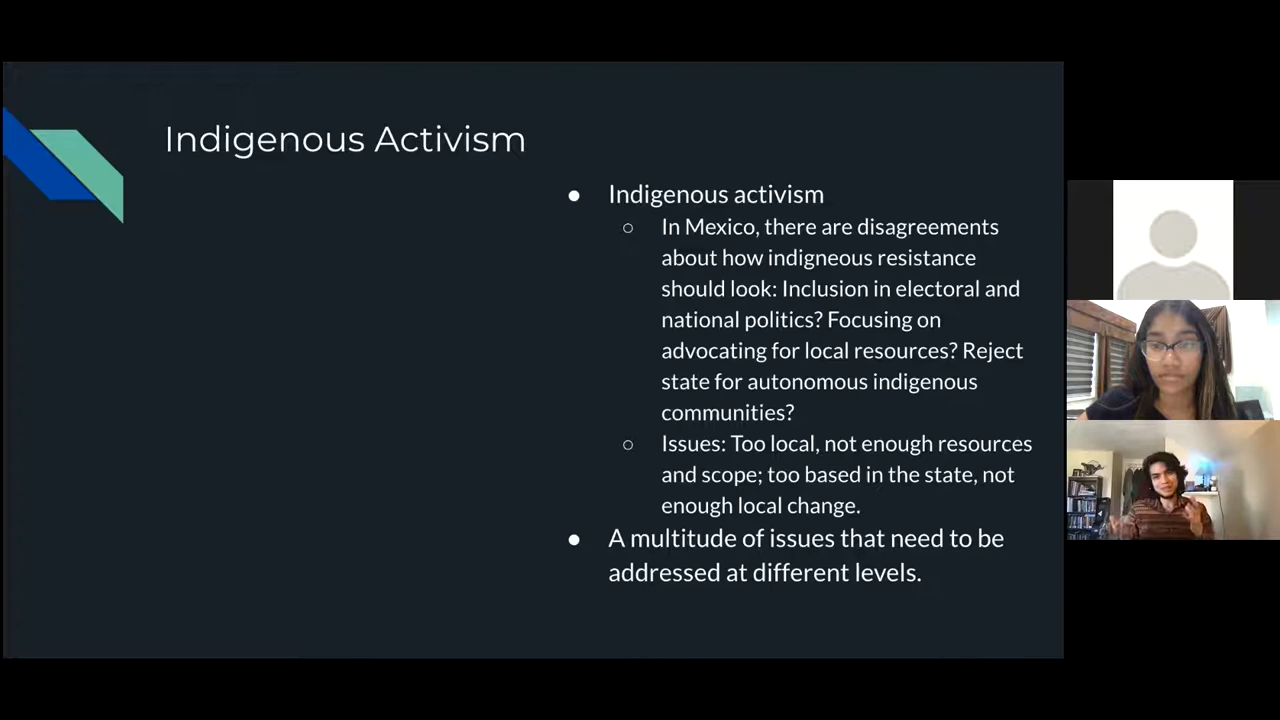 Indigenous Activism
● Indigenous activism
○ In Mexico, there are disagreements
about how indigneous resistance
should look: Inclusion in electoral and
national politics? Focusing on
advocating for local resources? Reject
state for autonomous indigenous
communities?
○ Issues: Too local, not enough resources
and scope; too based in the state, not
enough local change.
● A multitude of issues that need to be
addressed at different levels.